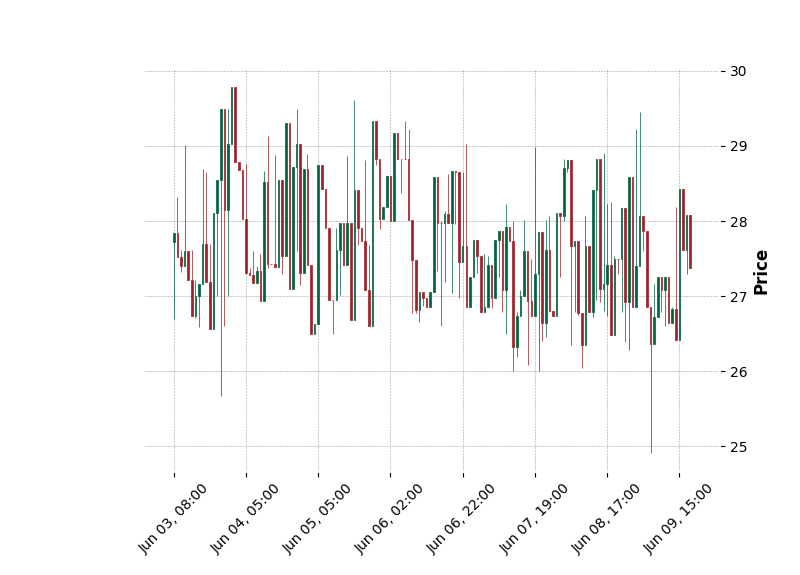 30
29
28
27
26
25
Price
Jun 03, 08:00
Jun 04, 05:00
Jun 05, 05:00
Jun 06, 02:00
Jun 06, 22:00
Jun 07, 19:00
Jun 08, 17:00
Jun 09, 15:00